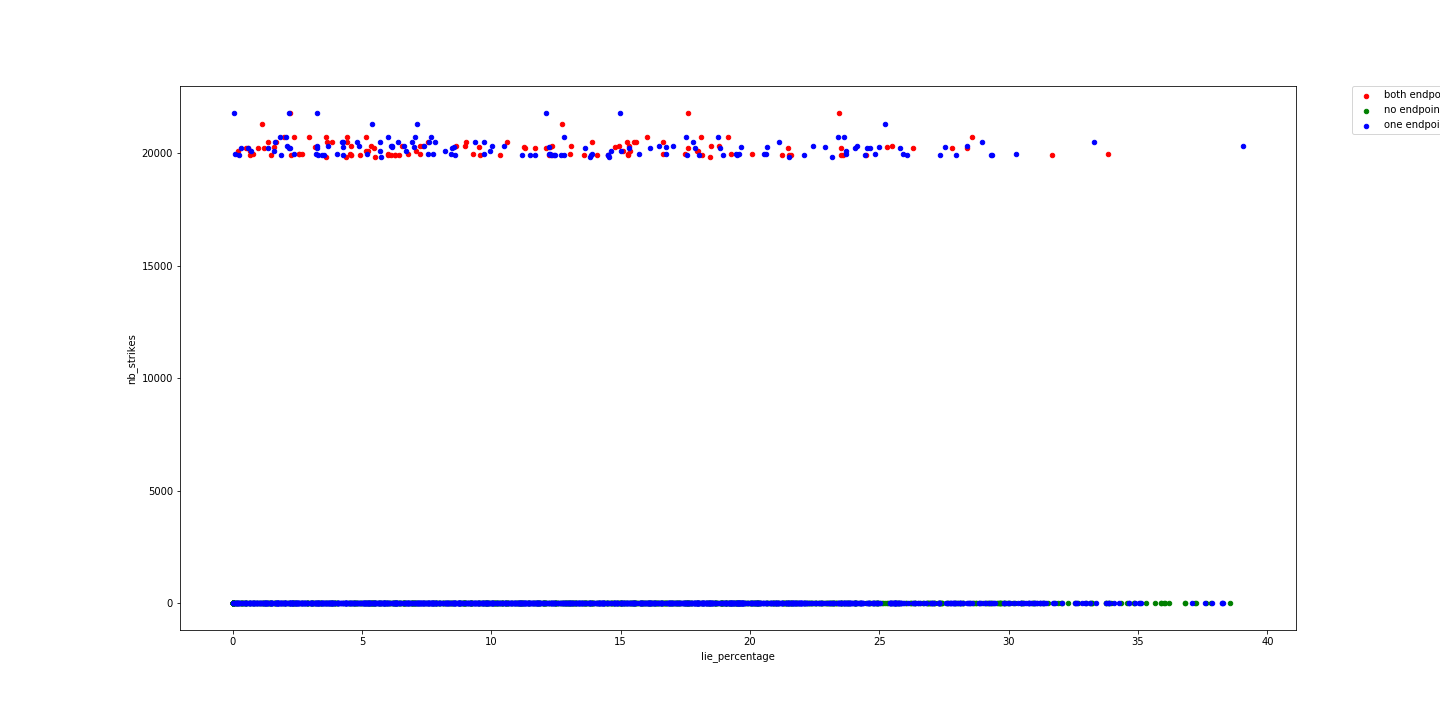 both endpo
no endpoin
one endpoi
20000
15000
10000
5000
0
nb_strikes
0 5 10 15 20 25 30 35 40
lie_percentage